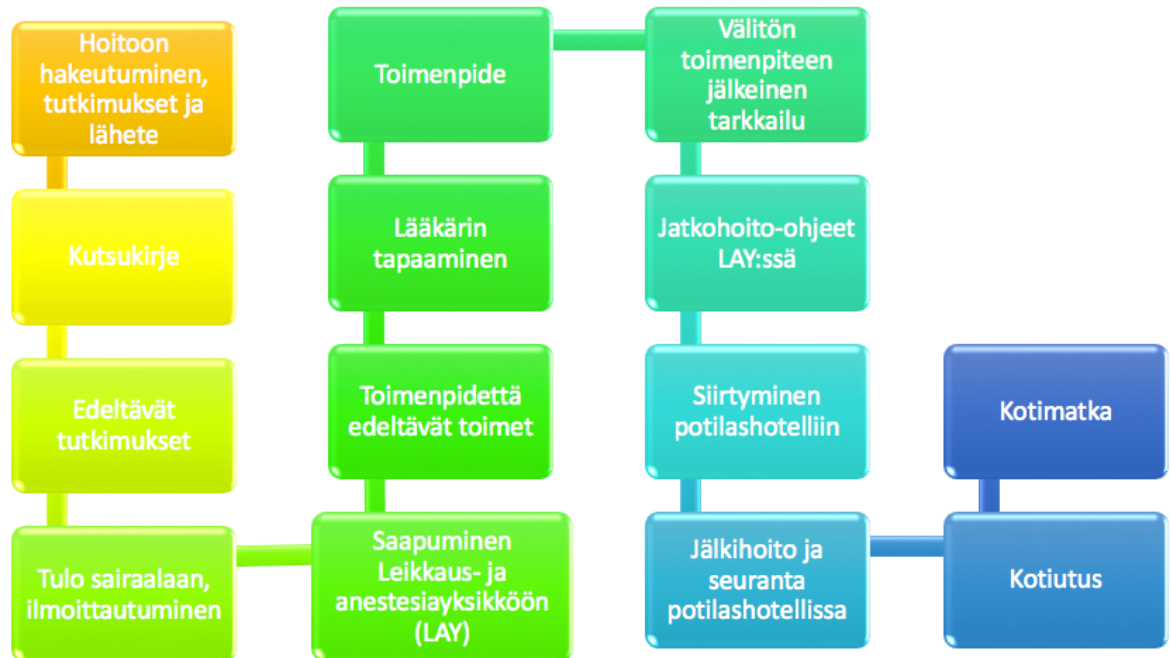 Hoitoon
hakeutuminen,
tutkimukset ja
lähete
Kutsukirje
Edeltävät
tutkimukset
Tulo sairaalaan,
ilmoittautuminen
Saapuminen
Leikkaus- ja
anestesiayksikköön
(LAY)
Toimenpidettä
edeltävät toimet
Lääkärin
tapaaminen
Toimenpide
Välitön
toimenpiteen
jälkeinen
tarkkailu
Jatkohoito-ohjeet
LAY:ssä
Siirtyminen
potilashotelliin
Jälkihoito ja
seuranta
potilashotellissa
Kotiutus
Kotimatka